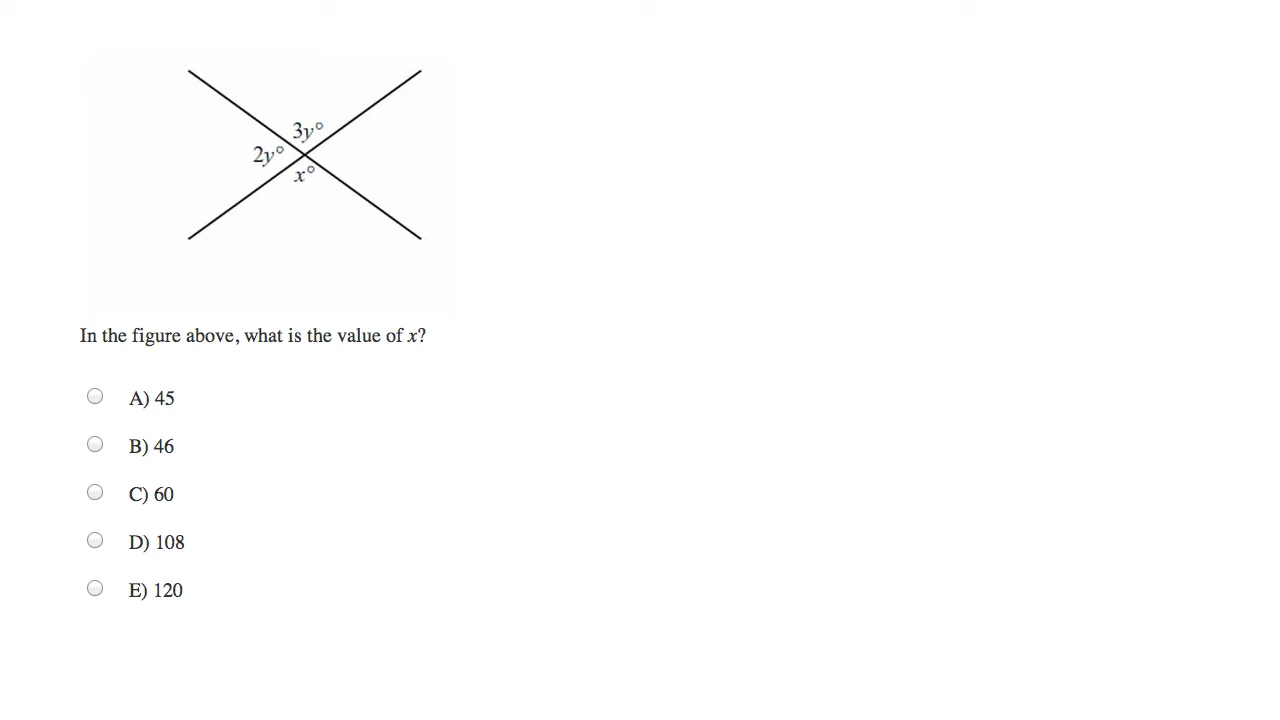 3y°
2y°
x°
In the figure above, what is the value of x?
A) 45
B) 46
C) 60
D) 108
E) 120